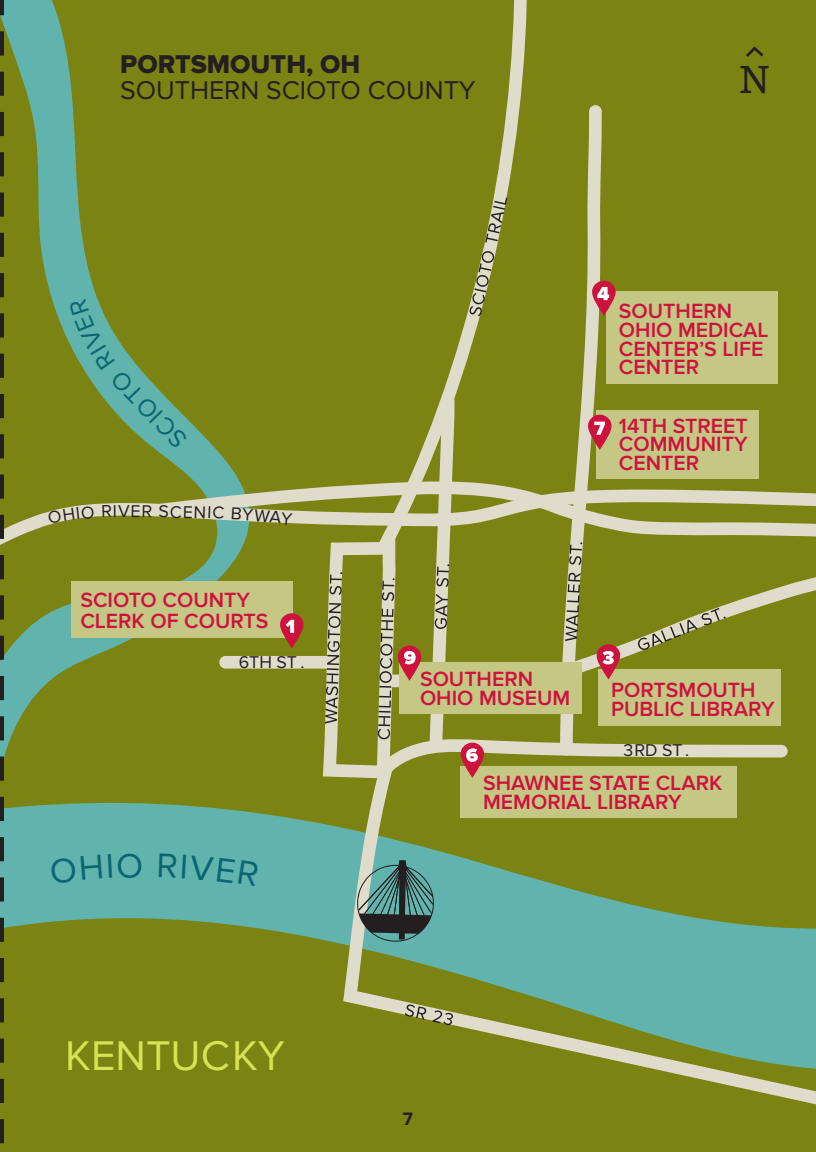 PORTSMOUTH, OH
SOUTHERN SCIOTO COUNTY
N
SCIOTO TRAIL
SCIOTO RIVER
4
SOUTHERN
OHIO MEDICAL
CENTER'S LIFE
CENTER
7
14TH STREET
COMMUNITY
CENTER
OHIO RIVER SCENIC BYWAY
WASHINGTON ST.
CHILLIOCOTHE ST.
GAY ST.
WALLER ST.
GALLIA ST.
SCIOTO COUNTY
CLERK OF COURTS
1
6TH ST.
9
SOUTHERN
OHIO MUSEUM
3
PORTSMOUTH
PUBLIC LIBRARY
3RD ST.
6
SHAWNEE STATE CLARK
MEMORIAL LIBRARY
OHIO RIVER
SR 23
KENTUCKY
7